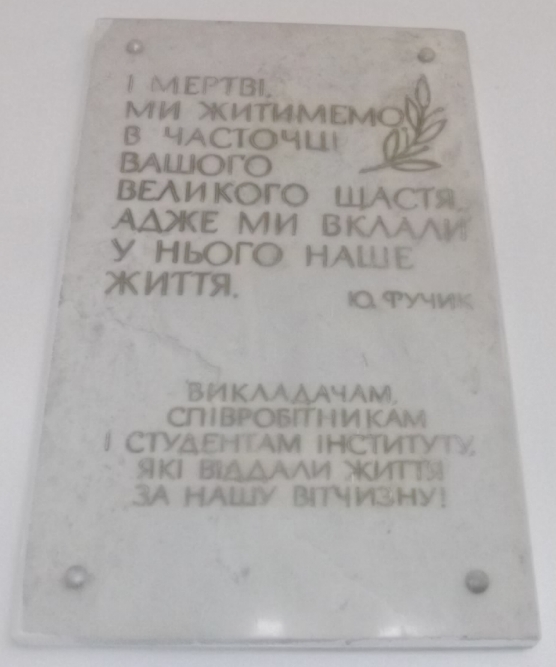 І МЕРТВІ,
МИ ЖИТИМЕМО
В ЧАСТОЧЦІ
ВАШОГО
ВЕЛИКОГО ЩАСТЯ,
АДЖЕ МИ ВКЛАЛИ
У НЬОГО НАШЕ
ЖИТТЯ.
Ю. ФУЧИК
ВИКЛАДАЧАМ,
СПІВРОБІТНИКАМ
І СТУДЕНТАМ ІНСТИТУТУ,
ЯКІ ВІДДАЛИ ЖИТТЯ
ЗА НАШУ ВІТЧИЗНУ!